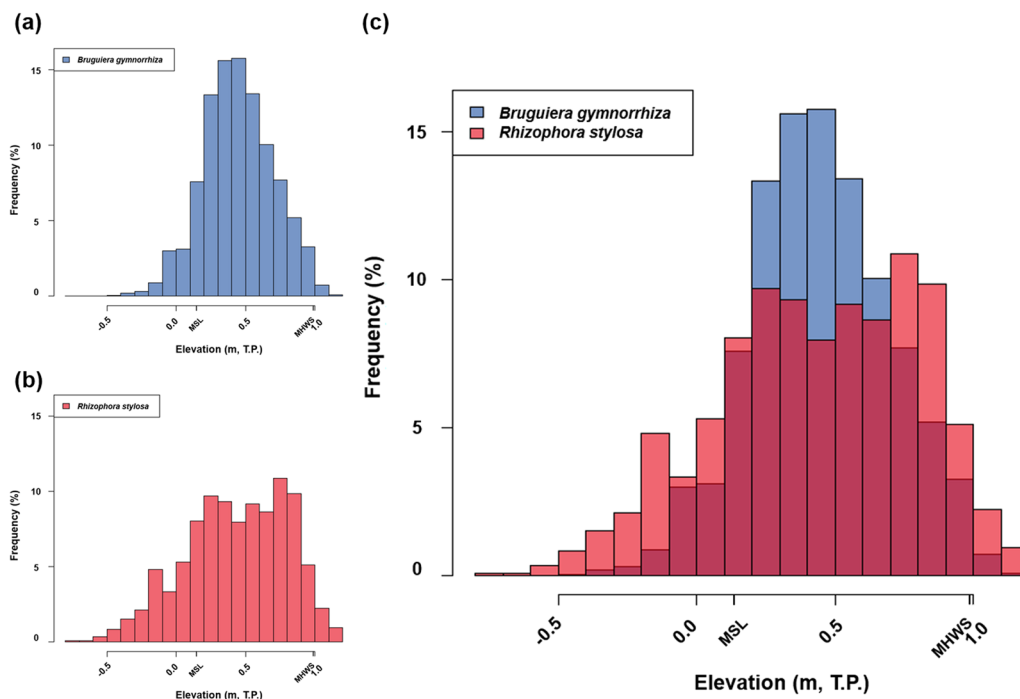 (a)
Bruguiera gymnorrhiza
15
10
5
0
Frequency (%)
-0.5
0.0
MSL
0.5
MHWS
1.0
Elevation (m, T.P.)
(b)
Rhizophora stylosa
15
10
5
0
Frequency (%)
-0.5
0.0
MSL
0.5
MHWS
1.0
Elevation (m, T.P.)
(c)
Bruguiera gymnorrhiza
Rhizophora stylosa
15
10
5
0
Frequency (%)
-0.5
0.0
MSL
0.5
MHWS
1.0
Elevation (m, T.P.)